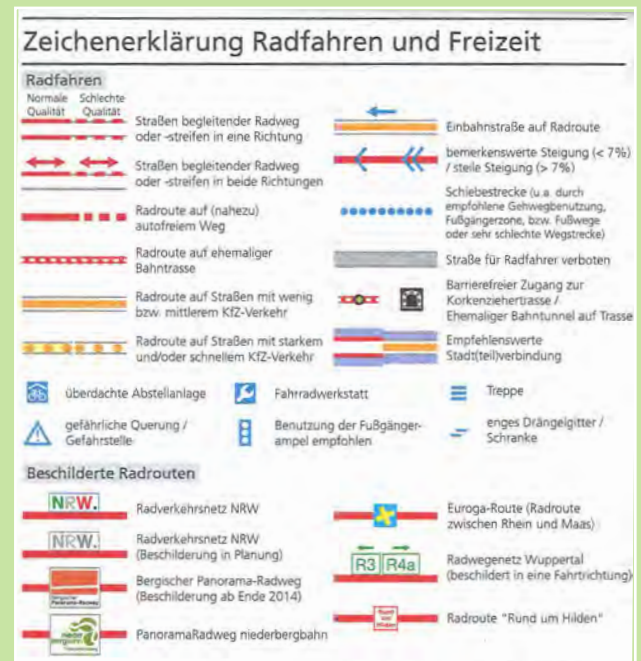 Zeichenerklärung Radfahren und Freizeit
Radfahren
Normale Qualität
Schlechte Qualität
Straßen begleitender Radweg
oder -streifen in eine Richtung
Straßen begleitender Radweg
oder -streifen in beide Richtungen
Radroute auf (nahezu)
autofreiem Weg
Radroute auf ehemaliger
Bahntrasse
Radroute auf Straßen mit wenig
bzw. mittlerem KfZ-Verkehr
Radroute auf Straßen mit starkem
und/oder schnellem KfZ-Verkehr
Einbahnstraße auf Radroute
bemerkenswerte Steigung (< 7%)
/ steile Steigung (> 7%)
Schiebestrecke (u.a. durch
empfohlene Gehwegbenutzung,
Fußgängerzone, bzw. Fußwege
oder sehr schlechte Wegstrecke)
Straße für Radfahrer verboten
Barrierefreier Zugang zur
Korkenziehertrasse /
Ehemaliger Bahntunnel auf Trasse
Empfehlenswerte
Stadt(teil)verbindung
überdachte Abstellanlage
Fahrradwerkstatt
Treppe
gefährliche Querung /
Gefahrstelle
Benutzung der Fußgänger-
ampel empfohlen
enges Drängelgitter /
Schranke
Beschilderte Radrouten
NRW.
Radverkehrsnetz NRW
NRW.
Radverkehrsnetz NRW
(Beschilderung in Planung)
Bergischer
Panorama-Radweg
Bergischer Panorama-Radweg
(Beschilderung ab Ende 2014)
PanoramaRadweg niederbergbahn
Euroga-Route (Radroute
zwischen Rhein und Maas)
R3 R4a
Radwegenetz Wuppertal
(beschildert in eine Fahrtrichtung)
Rund um Hilden
Radroute "Rund um Hilden"